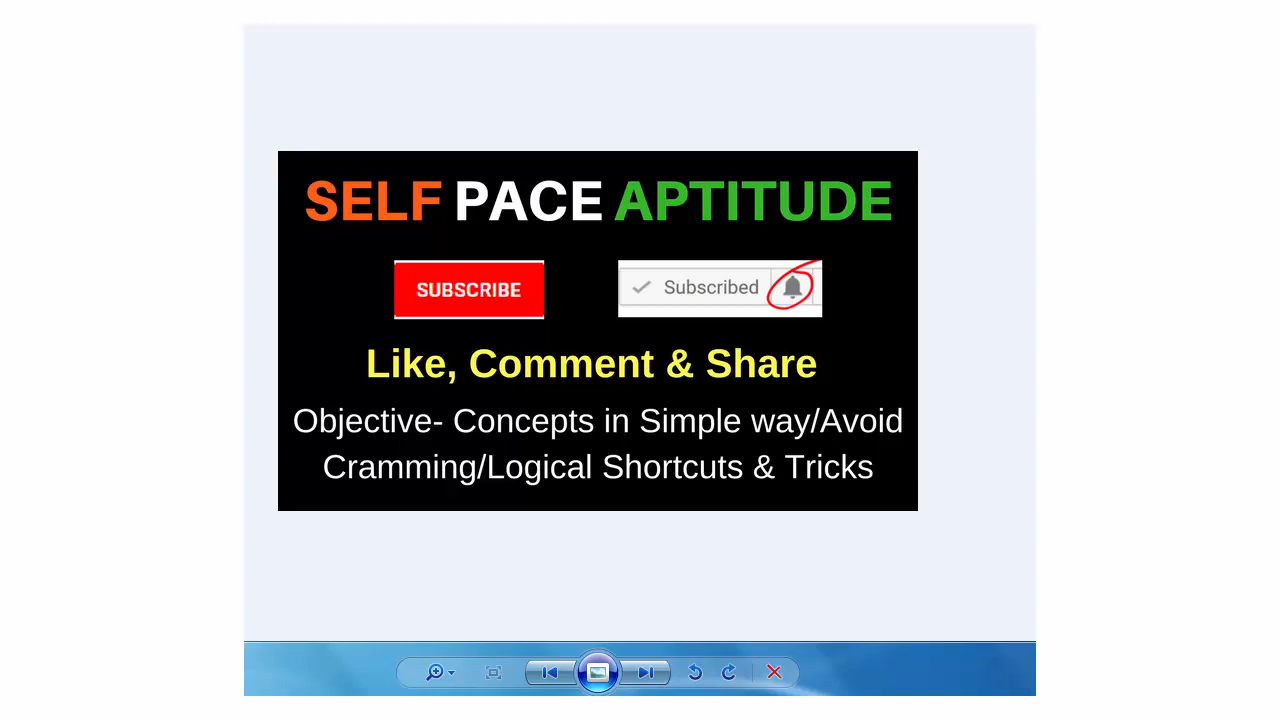 SELF PACE APTITUDE
SUBSCRIBE
Subscribed
Like, Comment & Share
Objective- Concepts in Simple way/Avoid
Cramming/Logical Shortcuts & Tricks